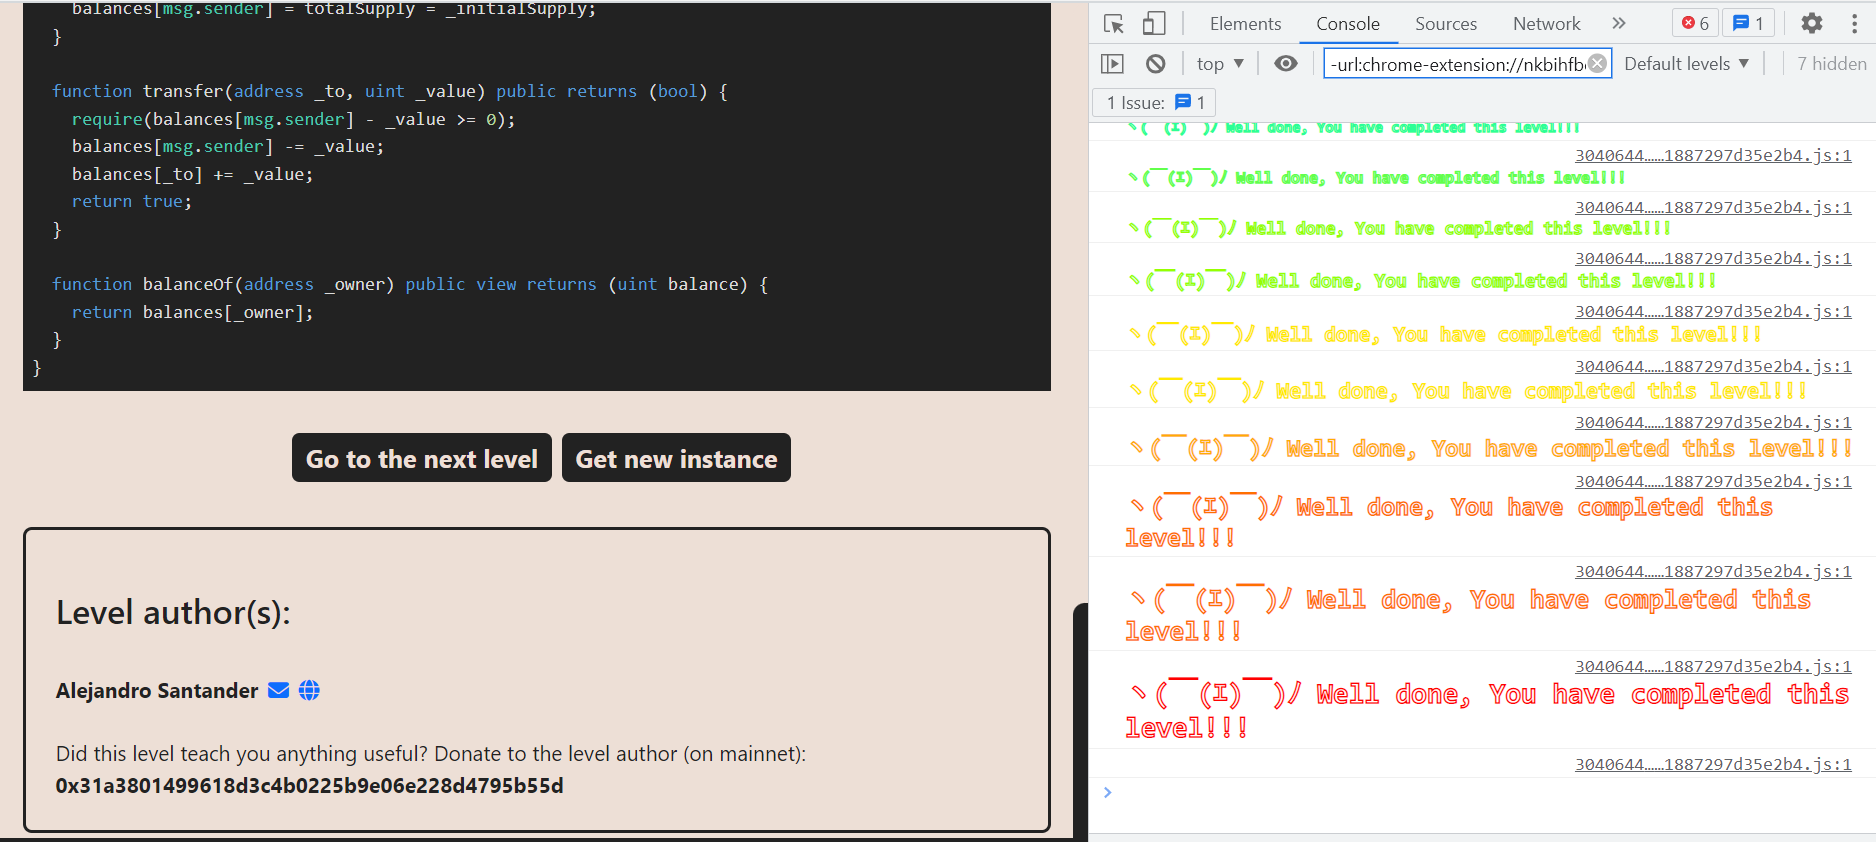 balances[msg.sender] = totalSupply = _initialSupply;
}
function transfer(address _to, uint _value) public returns (bool) {
require(balances[msg.sender] - _value >= 0);
balances[msg.sender] -= _value;
balances[_to] += _value;
return true;
}
function balanceOf(address _owner) public view returns (uint balance) {
return balances[_owner];
}
}
Go to the next level
Get new instance
Level author(s):
Alejandro Santander
Did this level teach you anything useful? Donate to the level author (on mainnet):
0x31a3801499618d3c4b0225b9e06e228d4795b55d
Elements Console Sources Network » 6 1
top ▼ -url:chrome-extension://nkbihfb Default levels ▼ 7 hidden
1 Issue: 1
ヽ(￣(I)￣)ﾉ Well done, You have completed this level!!!
3040644……1887297d35e2b4.js:1
ヽ(￣(I)￣)ﾉ Well done, You have completed this level!!!
3040644……1887297d35e2b4.js:1
ヽ(￣(I)￣)ﾉ Well done, You have completed this level!!!
3040644……1887297d35e2b4.js:1
ヽ(￣(I)￣)ﾉ Well done, You have completed this level!!!
3040644……1887297d35e2b4.js:1
ヽ(￣(I)￣)ﾉ Well done, You have completed this level!!!
3040644……1887297d35e2b4.js:1
ヽ(￣(I)￣)ﾉ Well done, You have completed this level!!!
3040644……1887297d35e2b4.js:1
ヽ(￣(I)￣)ﾉ Well done, You have completed this level!!!
3040644……1887297d35e2b4.js:1
ヽ(￣(I)￣)ﾉ Well done, You have completed this
level!!!
3040644……1887297d35e2b4.js:1
ヽ(￣(I)￣)ﾉ Well done, You have completed this
level!!!
3040644……1887297d35e2b4.js:1
ヽ(￣(I)￣)ﾉ Well done, You have completed this
level!!!
3040644……1887297d35e2b4.js:1
>